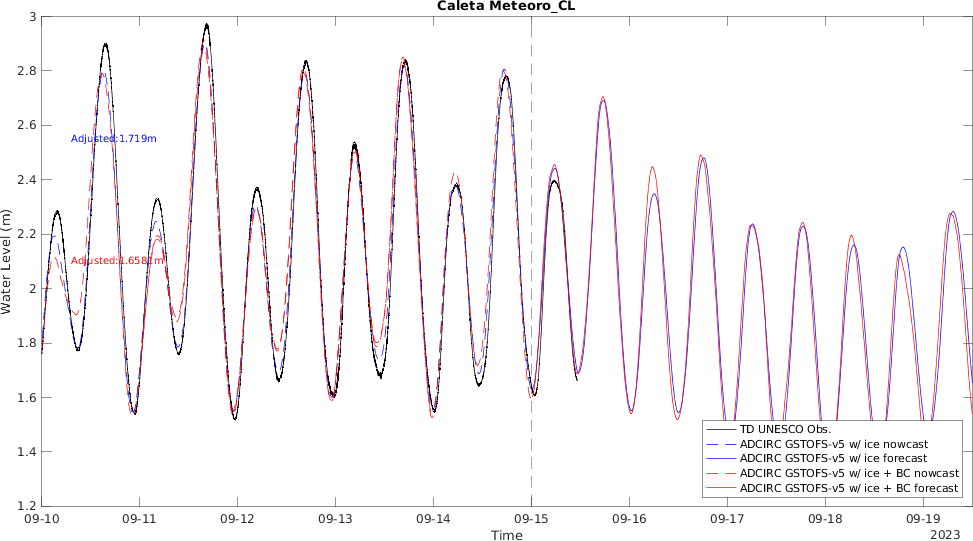 Caleta Meteoro_CL
3
2.8
2.6
2.4
2.2
2
1.8
1.6
1.4
1.2
Water Level (m)
Adjusted:1.719m
Adjusted:1.6581m
TD UNESCO Obs.
ADCIRC GSTOFS-v5 w/ ice nowcast
ADCIRC GSTOFS-v5 w/ ice forecast
ADCIRC GSTOFS-v5 w/ ice + BC nowcast
ADCIRC GSTOFS-v5 w/ ice + BC forecast
09-10 09-11 09-12 09-13 09-14 09-15 09-16 09-17 09-18 09-19
Time
2023